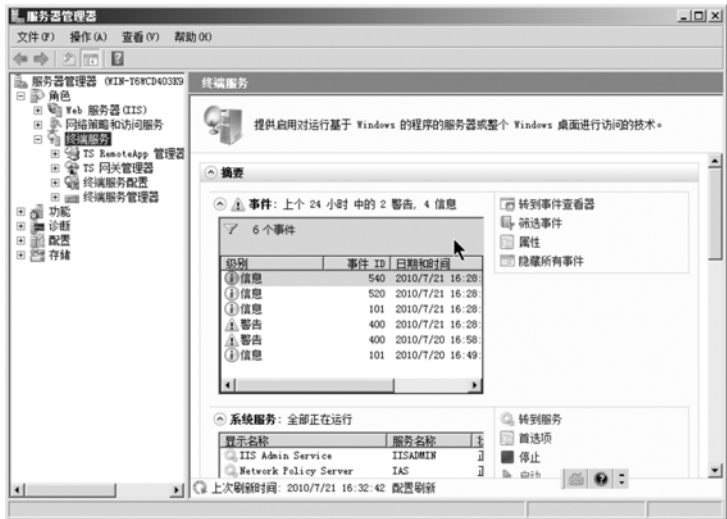 服务器管理器
文件(F) 操作(A) 查看(V) 帮助(H)
服务器管理器 (WIN-Y6WCD403K9
角色
Web 服务器(IIS)
网络策略和访问服务
终端服务
TS RemoteApp 管理器
TS 网关管理器
终端服务配置
终端服务管理器
功能
诊断
配置
存储
终端服务
提供启用对运行基于 Windows 的程序的服务器或整个 Windows 桌面进行访问的技术。
摘要
事件: 上个 24 小时 中的 2 警告, 4 信息
6 个事件
级别 事件 ID 日期和时间
信息 540 2010/7/21 16:28:
信息 520 2010/7/21 16:28:
信息 101 2010/7/21 16:28:
警告 400 2010/7/21 16:28:
警告 400 2010/7/20 16:58:
信息 101 2010/7/20 16:49:
转到事件查看器
筛选事件
属性
隐藏所有事件
系统服务: 全部正在运行
显示名称 服务名称
IIS Admin Service IISADMIN
Network Policy Server IAS
转到服务
首选项
停止
启动
上次刷新时间: 2010/7/21 16:32:42 配置刷新